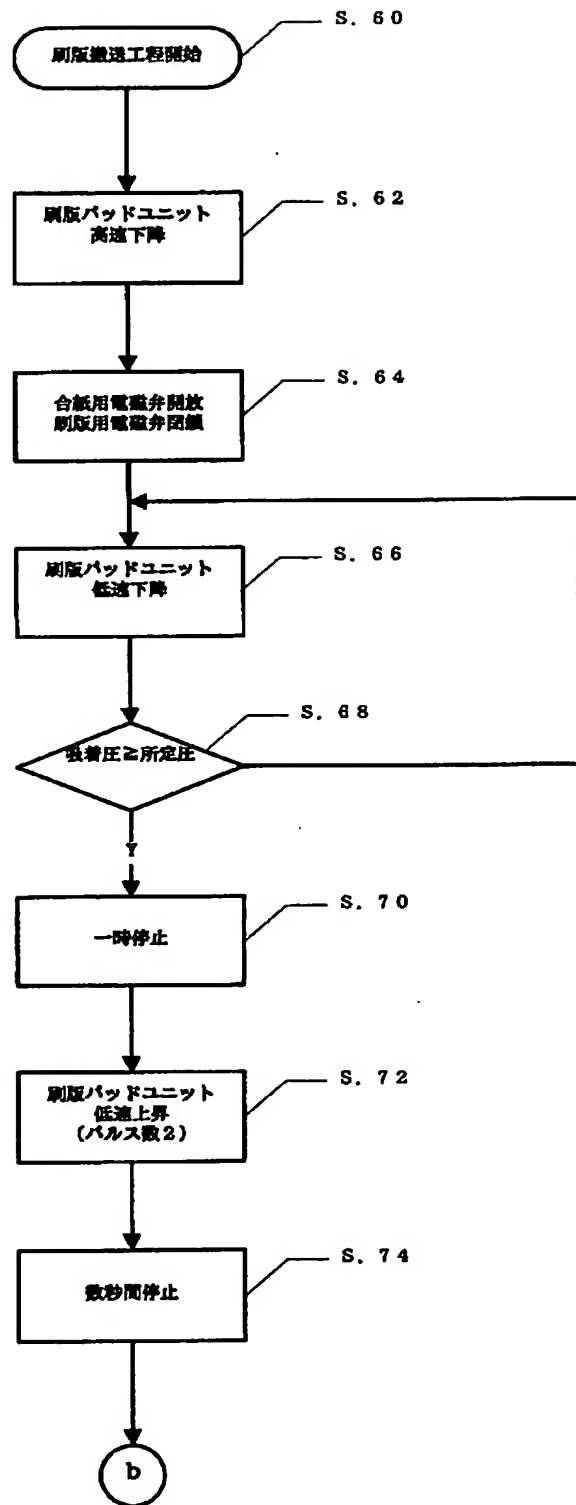 S. 60
刷版搬送工程開始
S. 62
刷版パッドユニット
高速下降
S. 64
合紙用電磁弁開放
刷版用電磁弁閉鎖
S. 66
刷版パッドユニット
低速下降
S. 68
吸着圧≧所定圧
Y
S. 70
一時停止
S. 72
刷版パッドユニット
低速上昇
(パルス数2)
S. 74
数秒間停止
b